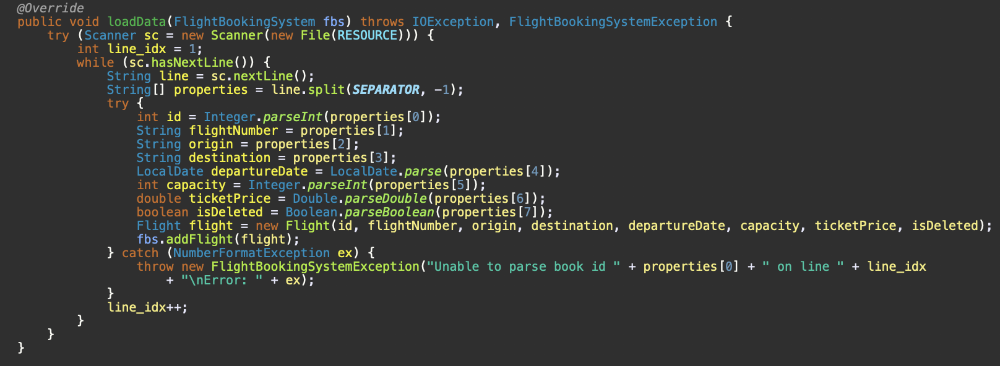 @Override
public void loadData(FlightBookingSystem fbs) throws IOException, FlightBookingSystemException {
    try (Scanner sc = new Scanner(new File(RESOURCE))) {
        int line_idx = 1;
        while (sc.hasNextLine()) {
            String line = sc.nextLine();
            String[] properties = line.split(SEPARATOR, -1);
            try {
                int id = Integer.parseInt(properties[0]);
                String flightNumber = properties[1];
                String origin = properties[2];
                String destination = properties[3];
                LocalDate departureDate = LocalDate.parse(properties[4]);
                int capacity = Integer.parseInt(properties[5]);
                double ticketPrice = Double.parseDouble(properties[6]);
                boolean isDeleted = Boolean.parseBoolean(properties[7]);
                Flight flight = new Flight(id, flightNumber, origin, destination, departureDate, capacity, ticketPrice, isDeleted);
                fbs.addFlight(flight);
            } catch (NumberFormatException ex) {
                throw new FlightBookingSystemException("Unable to parse book id " + properties[0] + " on line " + line_idx
                    + "\nError: " + ex);
            }
            line_idx++;
        }
    }
}